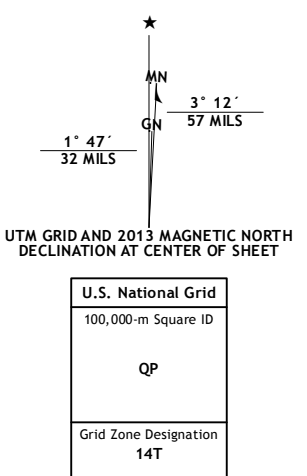 MN
3° 12´
57 MILS
GN
1° 47´
32 MILS
UTM GRID AND 2013 MAGNETIC NORTH
DECLINATION AT CENTER OF SHEET
U.S. National Grid
100,000-m Square ID
QP
Grid Zone Designation
14T